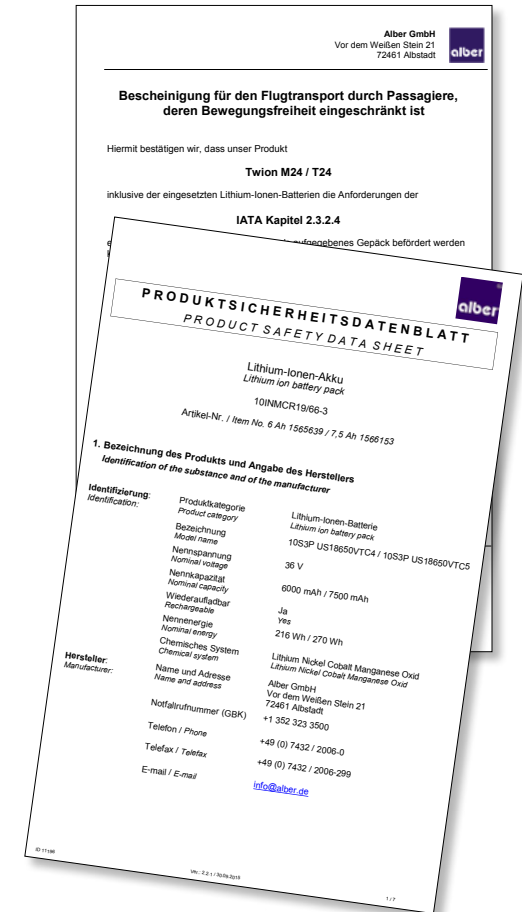 Alber GmbH
Vor dem Weißen Stein 21
72461 Albstadt
alber
Bescheinigung für den Flugtransport durch Passagiere,
deren Bewegungsfreiheit eingeschränkt ist
Hiermit bestätigen wir, dass unser Produkt
Twion M24 / T24
inklusive der eingesetzten Lithium-Ionen-Batterien die Anforderungen der
IATA Kapitel 2.3.2.4
aufgegebenes Gepäck befördert werden
alber
PRODUKTSICHERHEITSDATENBLATT
PRODUCT SAFETY DATA SHEET
Lithium-Ionen-Akku
Lithium ion battery pack
10INMCR19/66-3
Artikel-Nr. / Item No. 6 Ah 1565639 / 7,5 Ah 1566153
1. Bezeichnung des Produkts und Angabe des Herstellers
Identification of the substance and of the manufacturer
Identifizierung: Produktkategorie Lithium-Ionen-Batterie
Identification: Product category Lithium ion battery pack
Bezeichnung 10S3P US18650VTC4 / 10S3P US18650VTC5
Model name
Nennspannung 36 V
Nominal voltage
Nennkapazität 6000 mAh / 7500 mAh
Nominal capacity
Wiederaufladbar Ja
Rechargeable Yes
Nennenergie 216 Wh / 270 Wh
Nominal energy
Chemisches System Lithium Nickel Cobalt Manganese Oxid
Chemical system Lithium Nickel Cobalt Manganese Oxid
Hersteller: Name und Adresse Alber GmbH
Manufacturer: Name and address Vor dem Weißen Stein 21
72461 Albstadt
Notfallrufnummer (GBK) +1 352 323 3500
Telefon / Phone +49 (0) 7432 / 2006-0
Telefax / Telefax +49 (0) 7432 / 2006-299
E-mail / E-mail info@alber.de
1 / 7